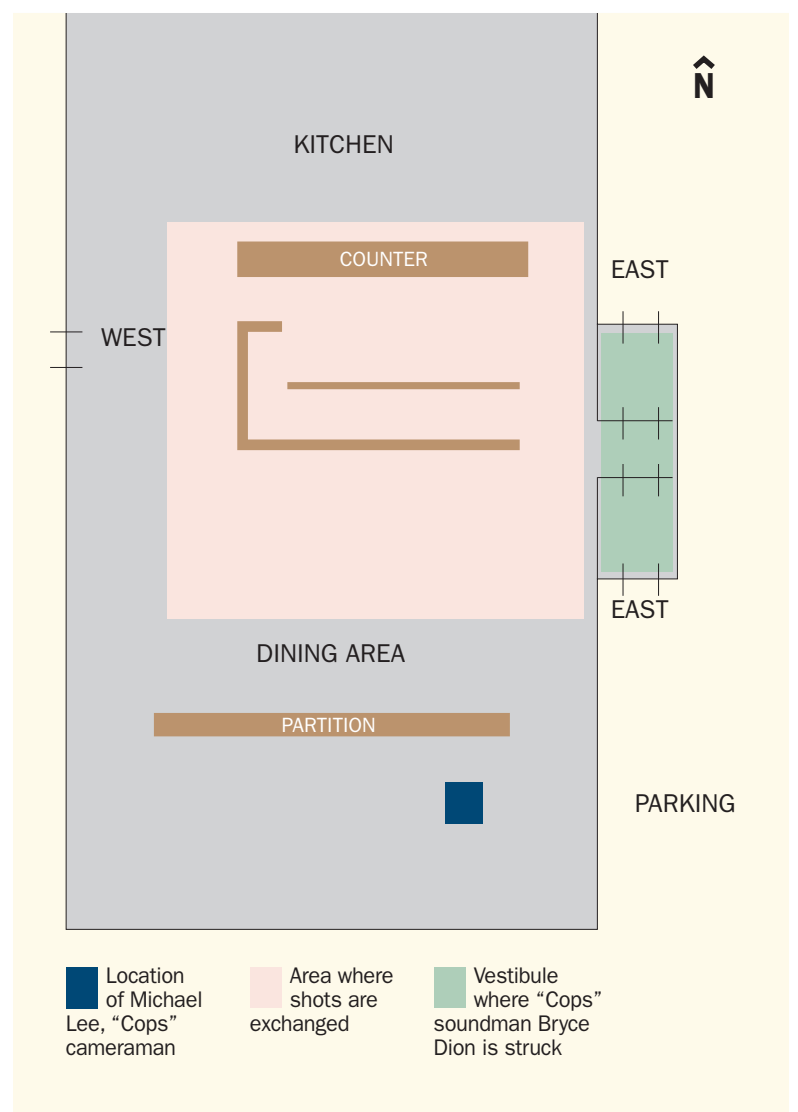 N
KITCHEN
COUNTER
EAST
WEST
EAST
DINING AREA
PARTITION
PARKING
Location
of Michael
Lee, “Cops”
cameraman
Area where
shots are
exchanged
Vestibule
where “Cops”
soundman Bryce
Dion is struck